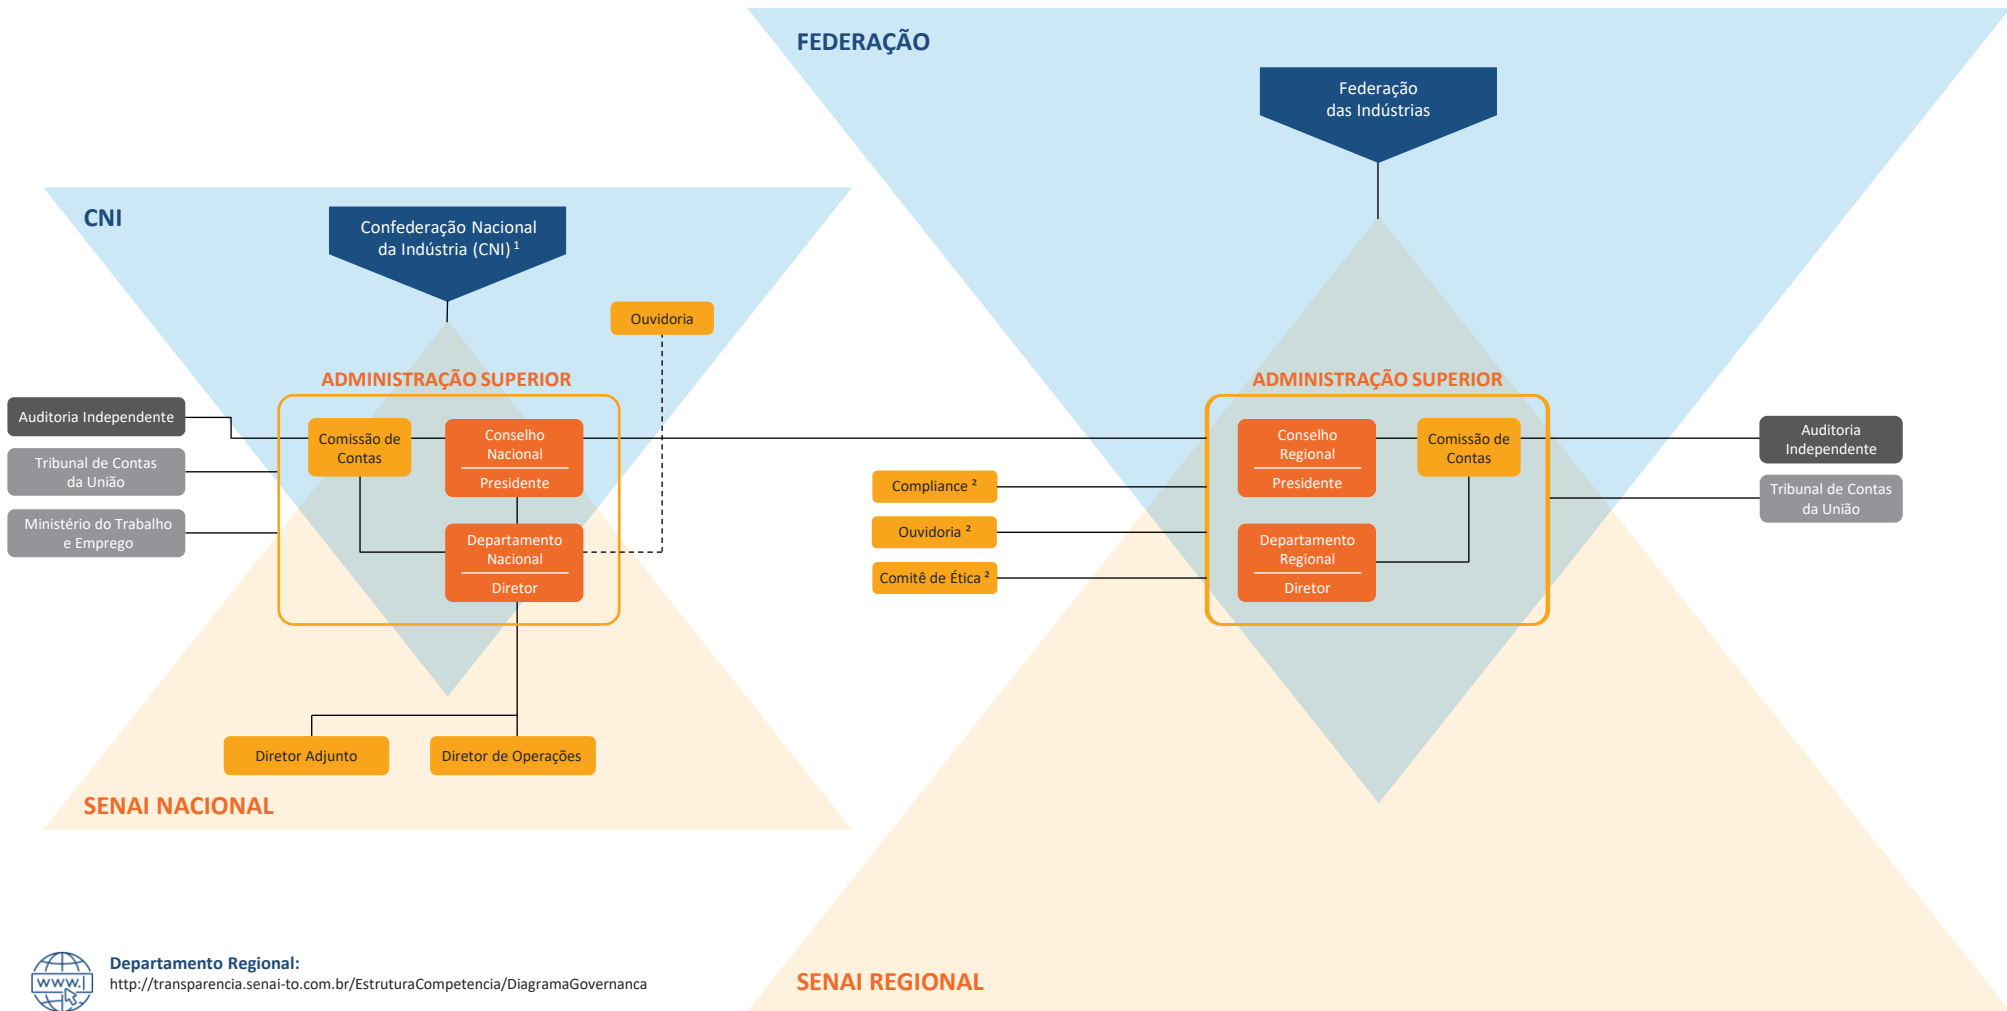 FEDERAÇÃO
Federação
das Indústrias
CNI
Confederação Nacional
da Indústria (CNI) ¹
Ouvidoria
ADMINISTRAÇÃO SUPERIOR
Auditoria Independente
Tribunal de Contas
da União
Ministério do Trabalho
e Emprego
Comissão de
Contas
Conselho
Nacional
Presidente
Departamento
Nacional
Diretor
Diretor Adjunto
Diretor de Operações
SENAI NACIONAL
ADMINISTRAÇÃO SUPERIOR
Compliance ²
Ouvidoria ²
Comitê de Ética ²
Conselho
Regional
Presidente
Departamento
Regional
Diretor
Comissão de
Contas
Auditoria
Independente
Tribunal de Contas
da União
SENAI REGIONAL
www.
Departamento Regional:
http://transparencia.senai-to.com.br/EstruturaCompetencia/DiagramaGovernanca